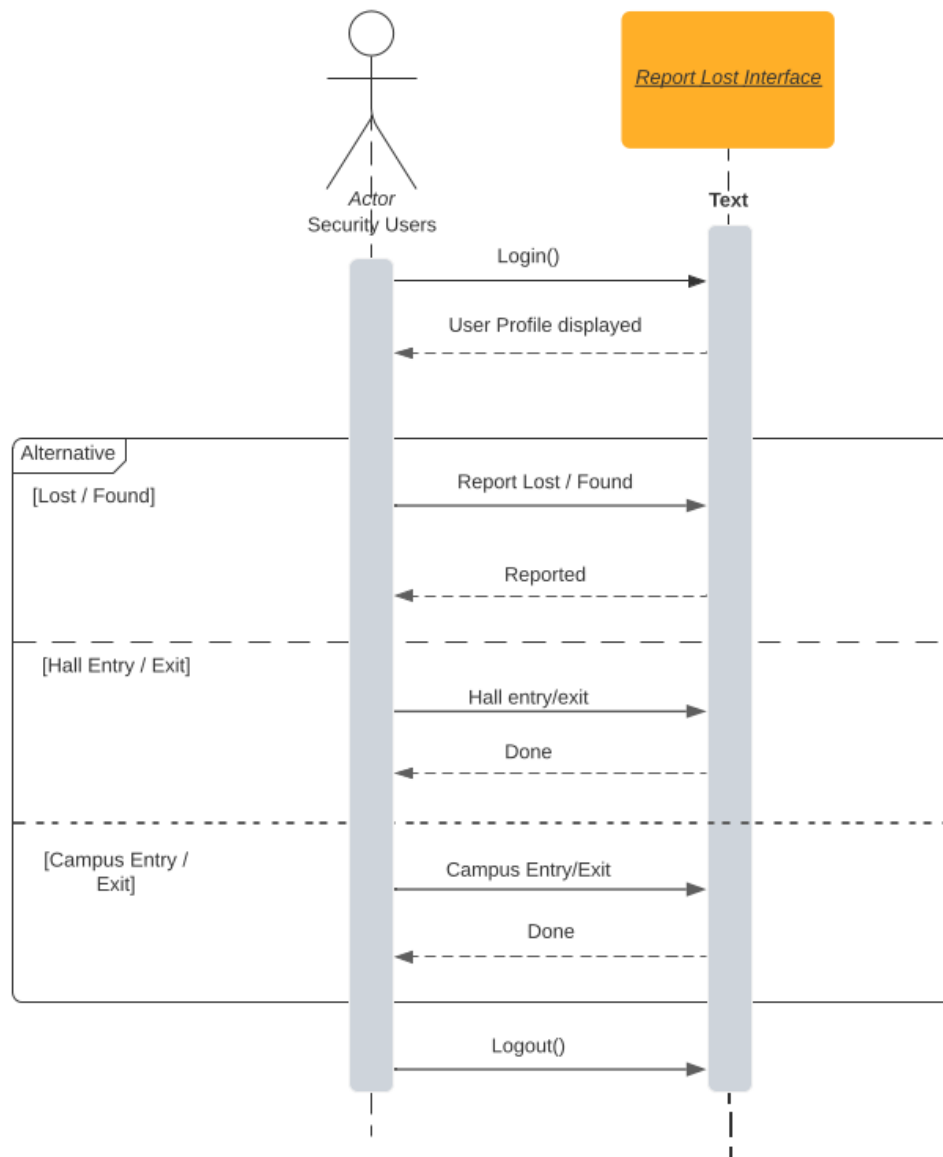 Report Lost Interface
Actor
Security Users
Text
Login()
User Profile displayed
Alternative
[Lost / Found]
Report Lost / Found
Reported
[Hall Entry / Exit]
Hall entry/exit
Done
[Campus Entry /
Exit]
Campus Entry/Exit
Done
Logout()